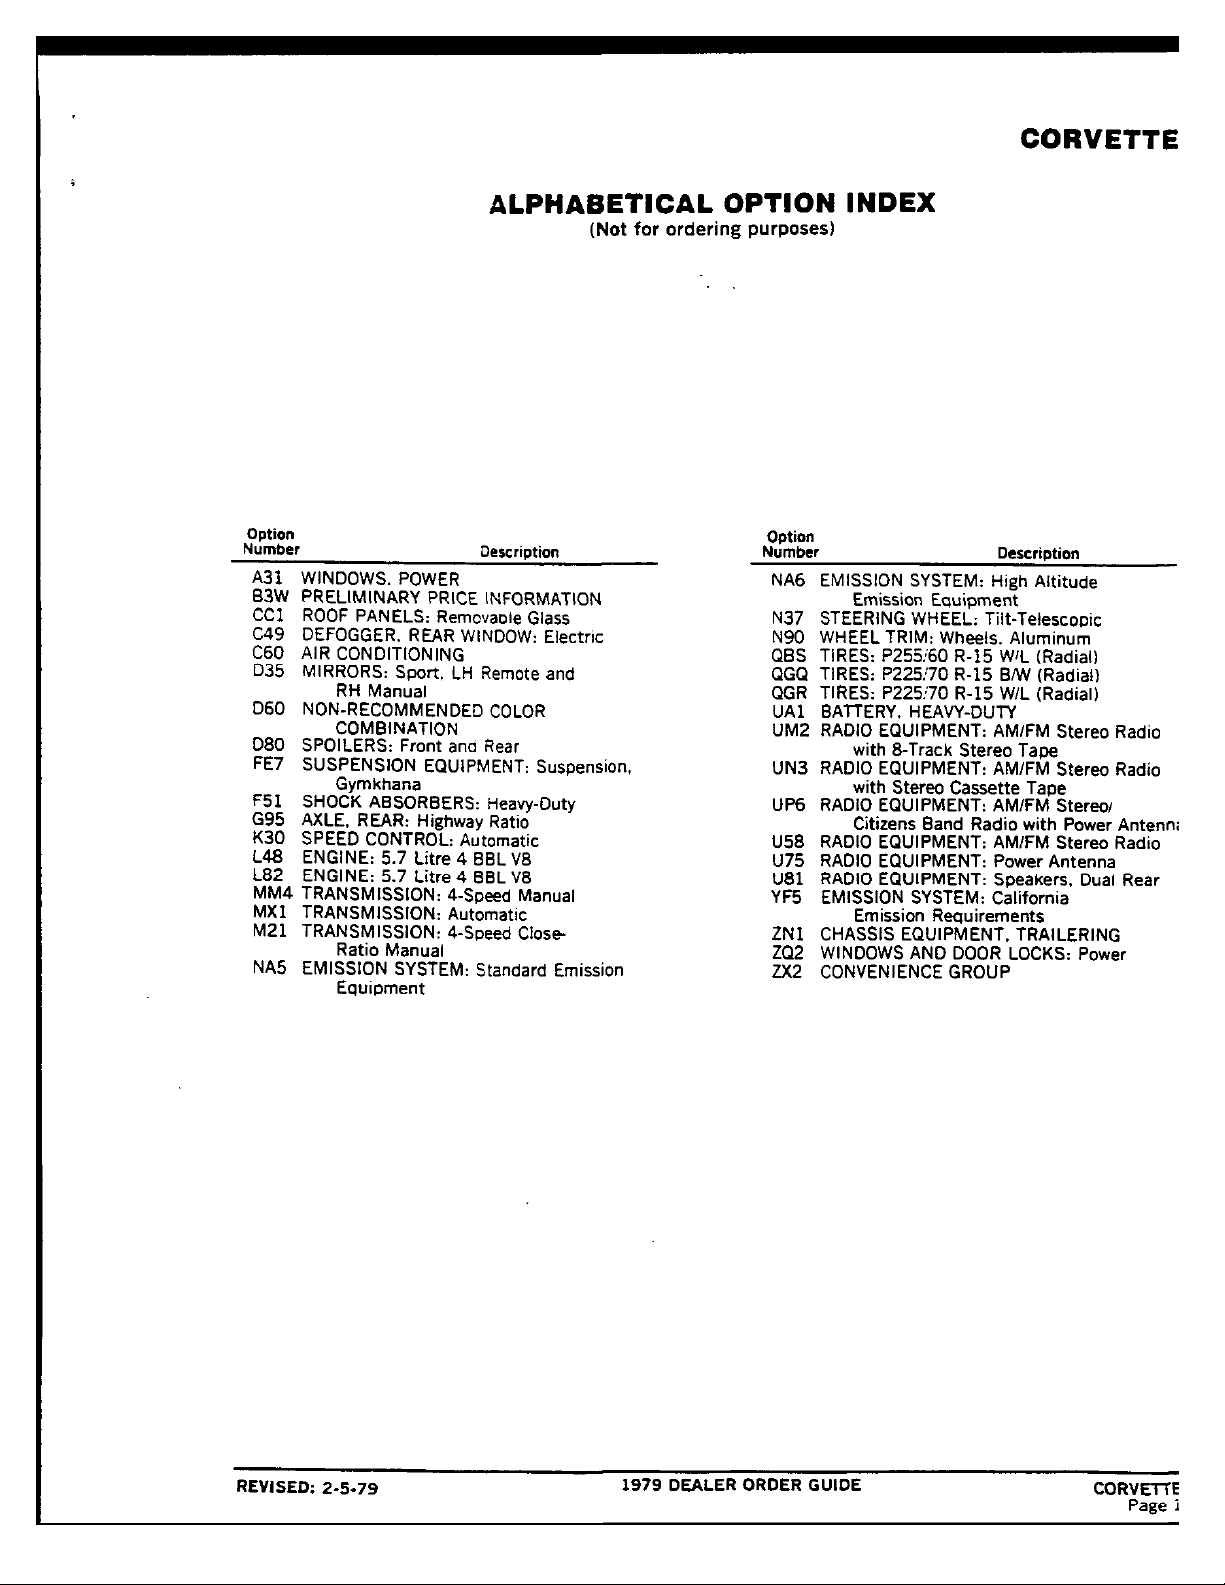 CORVETTE
ALPHABETICAL OPTION INDEX
(Not for ordering purposes)
Option
Number Description
A31 WINDOWS. POWER
B3W PRELIMINARY PRICE INFORMATION
CC1 ROOF PANELS: Removable Glass
C49 DEFOGGER. REAR WINDOW: Electric
C60 AIR CONDITIONING
D35 MIRRORS: Sport, LH Remote and
RH Manual
D60 NON-RECOMMENDED COLOR
COMBINATION
D80 SPOILERS: Front and Rear
FE7 SUSPENSION EQUIPMENT: Suspension,
Gymkhana
F51 SHOCK ABSORBERS: Heavy-Duty
G95 AXLE, REAR: Highway Ratio
K30 SPEED CONTROL: Automatic
L48 ENGINE: 5.7 Litre 4 BBL V8
L82 ENGINE: 5.7 Litre 4 BBL V8
MM4 TRANSMISSION: 4-Speed Manual
MX1 TRANSMISSION: Automatic
M21 TRANSMISSION: 4-Speed Close-
Ratio Manual
NA5 EMISSION SYSTEM: Standard Emission
Equipment
Option
Number Description
NA6 EMISSION SYSTEM: High Altitude
Emission Equipment
N37 STEERING WHEEL: Tilt-Telescopic
N90 WHEEL TRIM: Wheels. Aluminum
QBS TIRES: P255/60 R-15 W/L (Radial)
QGQ TIRES: P225/70 R-15 B/W (Radial)
QGR TIRES: P225/70 R-15 W/L (Radial)
UA1 BATTERY, HEAVY-DUTY
UM2 RADIO EQUIPMENT: AM/FM Stereo Radio
with 8-Track Stereo Tape
UN3 RADIO EQUIPMENT: AM/FM Stereo Radio
with Stereo Cassette Tape
UP6 RADIO EQUIPMENT: AM/FM Stereo/
Citizens Band Radio with Power Antenn
U58 RADIO EQUIPMENT: AM/FM Stereo Radio
U75 RADIO EQUIPMENT: Power Antenna
U81 RADIO EQUIPMENT: Speakers, Dual Rear
YF5 EMISSION SYSTEM: California
Emission Requirements
ZN1 CHASSIS EQUIPMENT, TRAILERING
ZQ2 WINDOWS AND DOOR LOCKS: Power
ZX2 CONVENIENCE GROUP
REVISED: 2-5-79 1979 DEALER ORDER GUIDE CORVETTE
Page 1